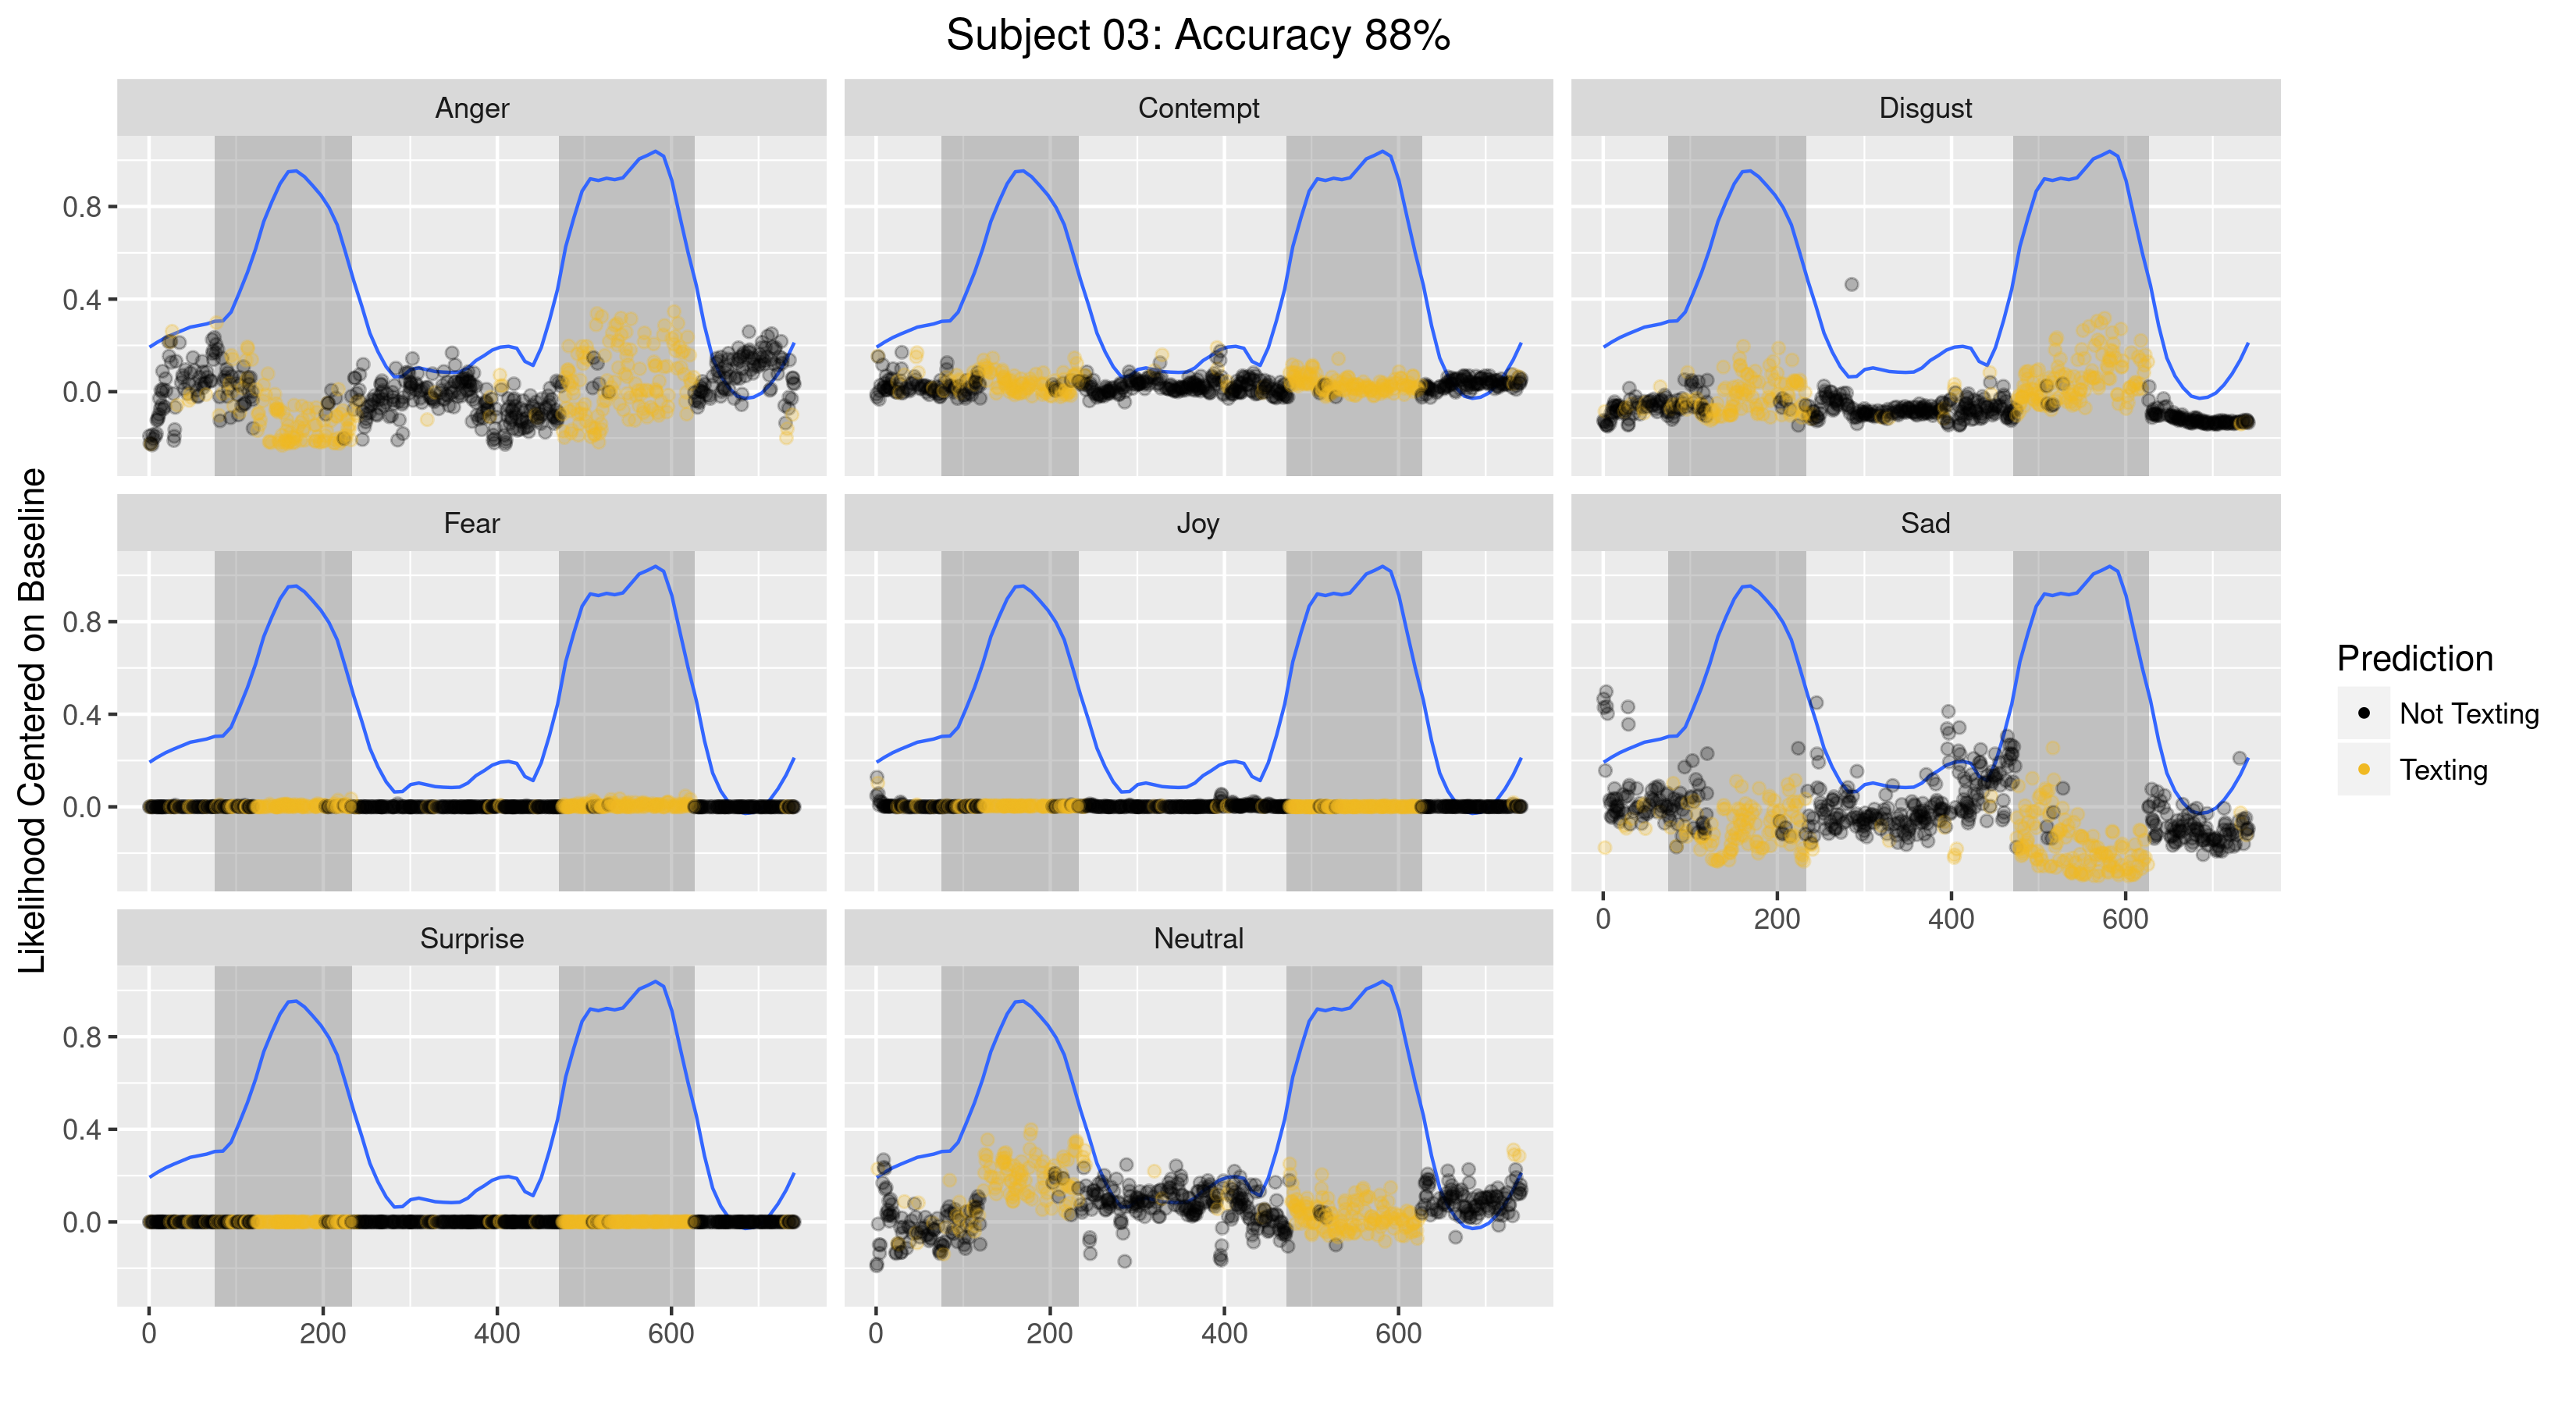 Subject 03: Accuracy 88%
Anger
Contempt
Disgust
0.8
0.4
0.0
Fear
Joy
Sad
0.8
0.4
0.0
0 200 400 600
Surprise
Neutral
0.8
0.4
0.0
0 200 400 600
0 200 400 600
Likelihood Centered on Baseline
Prediction
Not Texting
Texting